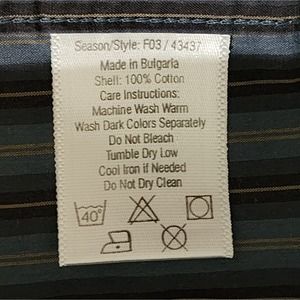 Season/Style: F03 / 43437
Made in Bulgaria
Shell: 100% Cotton
Care Instructions:
Machine Wash Warm
Wash Dark Colors Separately
Do Not Bleach
Tumble Dry Low
Cool Iron if Needed
Do Not Dry Clean
40°